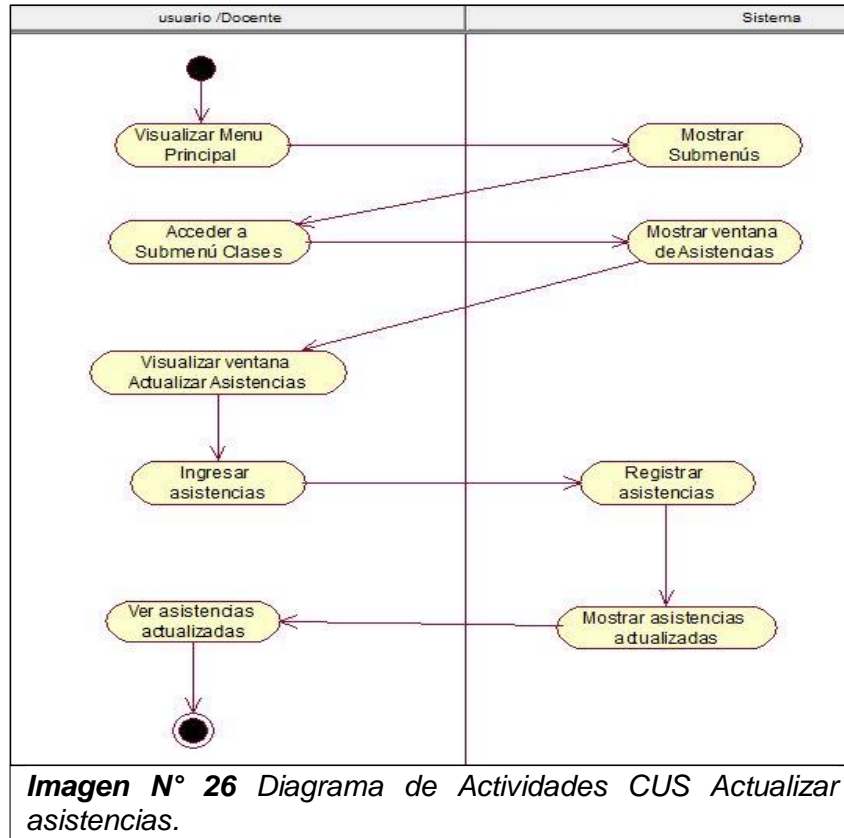 usuario /Docente
Sistema
Visualizar Menu
Principal
Mostrar
Submenús
Acceder a
Submenú Clases
Mostrar ventana
de Asistencias
Visualizar ventana
Actualizar Asistencias
Ingresar
asistencias
Registrar
asistencias
Ver asistencias
actualizadas
Mostrar asistencias
actualizadas
Imagen N° 26 Diagrama de Actividades CUS Actualizar
asistencias.